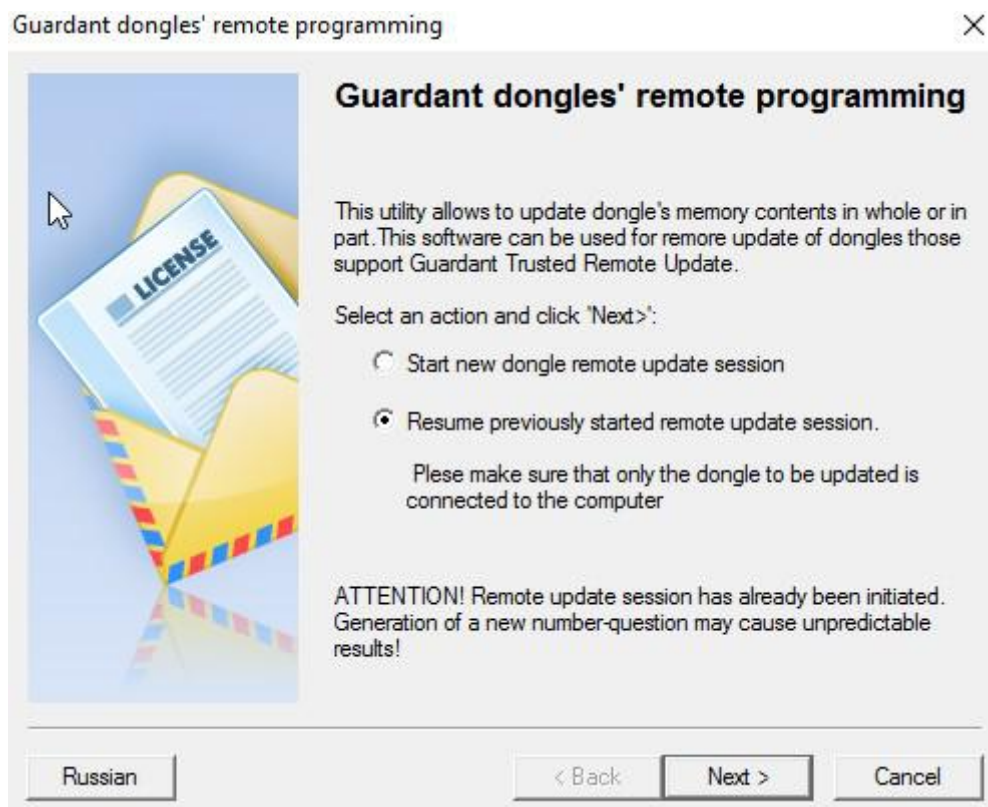 Guardant dongles' remote programming
Guardant dongles' remote programming
LICENSE
This utility allows to update dongle's memory contents in whole or in
part.This software can be used for remore update of dongles those
support Guardant Trusted Remote Update.
Select an action and click 'Next>':
Start new dongle remote update session
Resume previously started remote update session.
Plese make sure that only the dongle to be updated is
connected to the computer
ATTENTION! Remote update session has already been initiated.
Generation of a new number-question may cause unpredictable
results!
Russian
< Back
Next >
Cancel